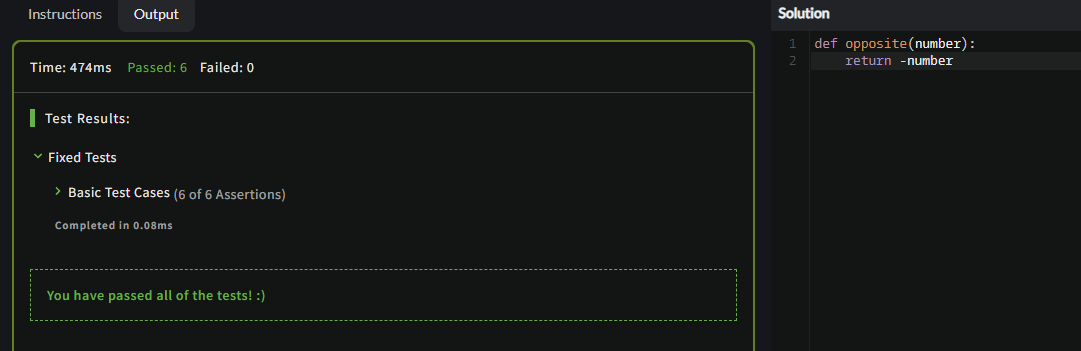 Instructions Output
Time: 474ms Passed: 6 Failed: 0
Test Results:
Fixed Tests
Basic Test Cases (6 of 6 Assertions)
Completed in 0.08ms
You have passed all of the tests! :)
Solution
1 def opposite(number):
2     return -number